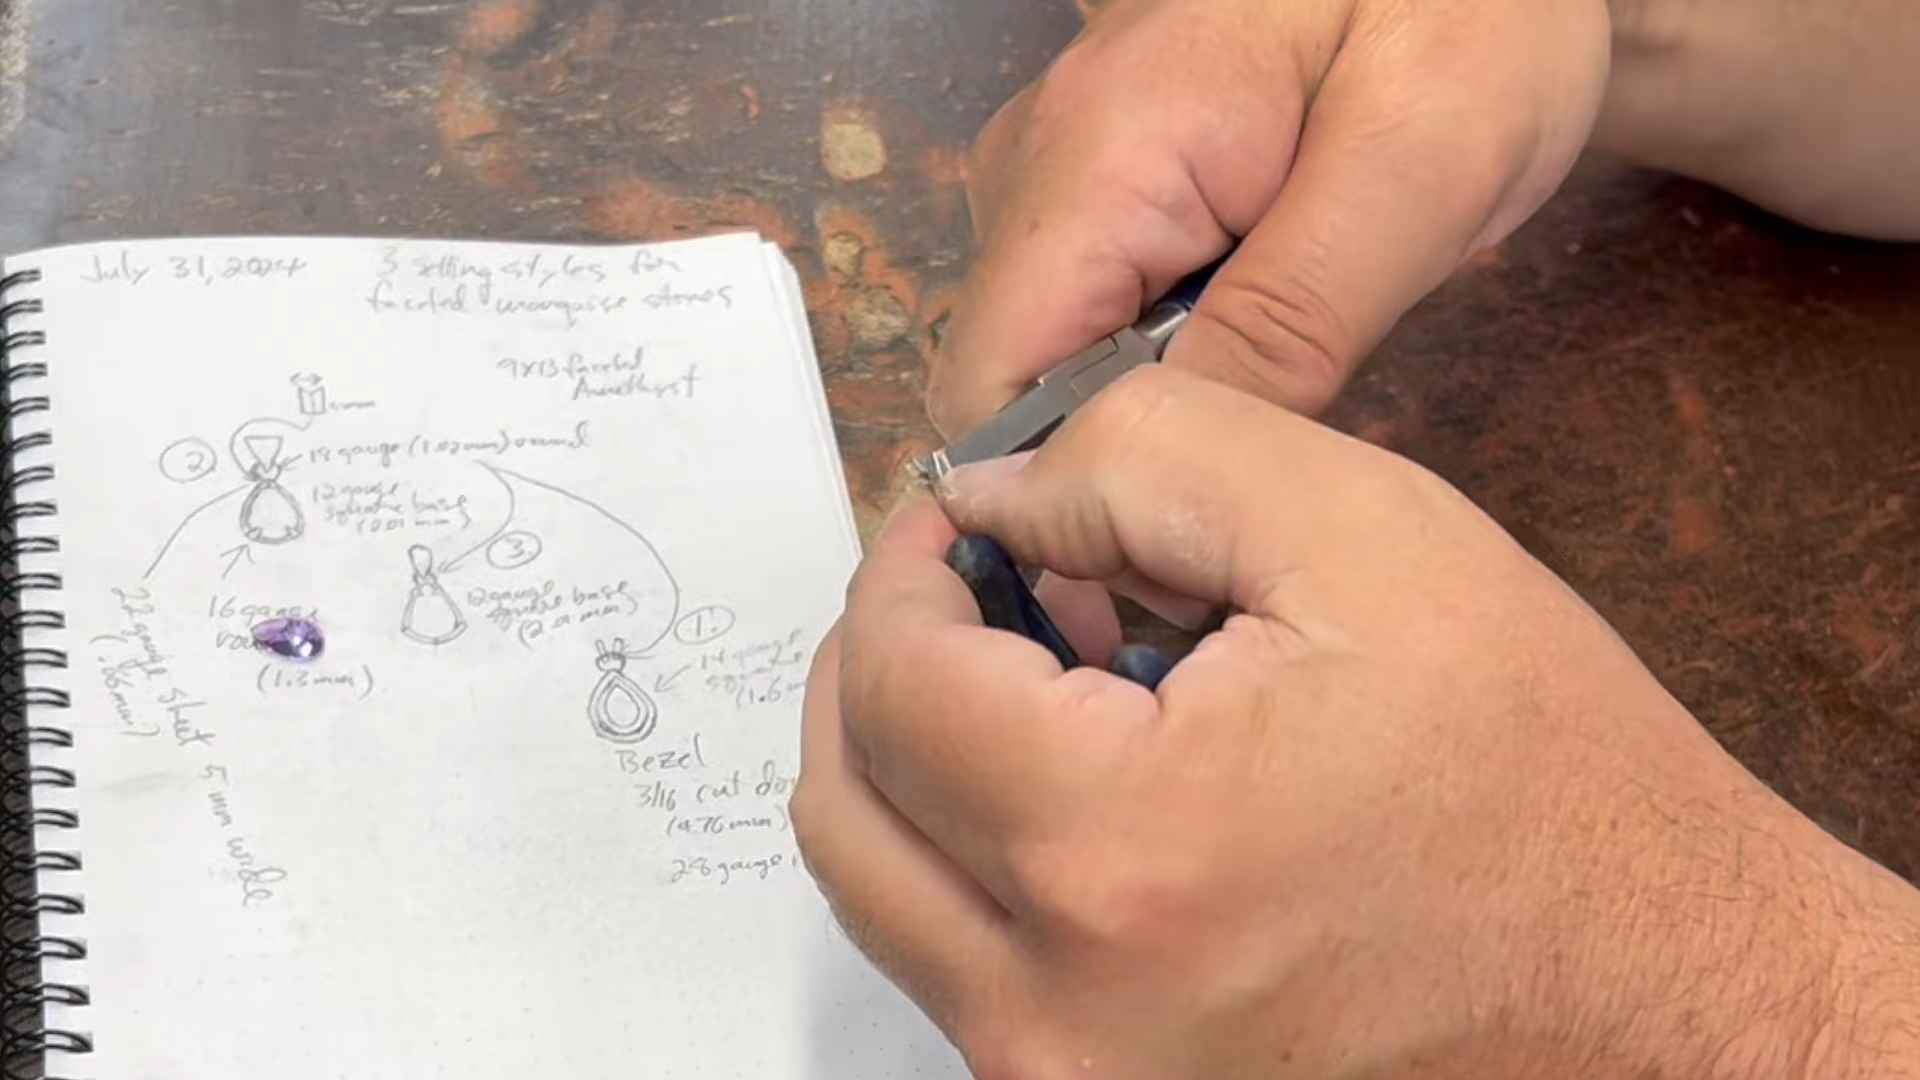 July 31, 2024
3 setting styles for
faceted marquise stones
9x13 faceted
Amethyst
mm
2
18 gauge (1.02mm) round
12 gauge
square base
(2.01 mm)
3.
12 gauge
square base
(2.01 mm)
16 gauge
(1.3mm)
22 gauge sheet 5 mm wide
1.
14 gauge
square
(1.6
Bezel
3/16 cut do
(4.76mm)
28 gauge